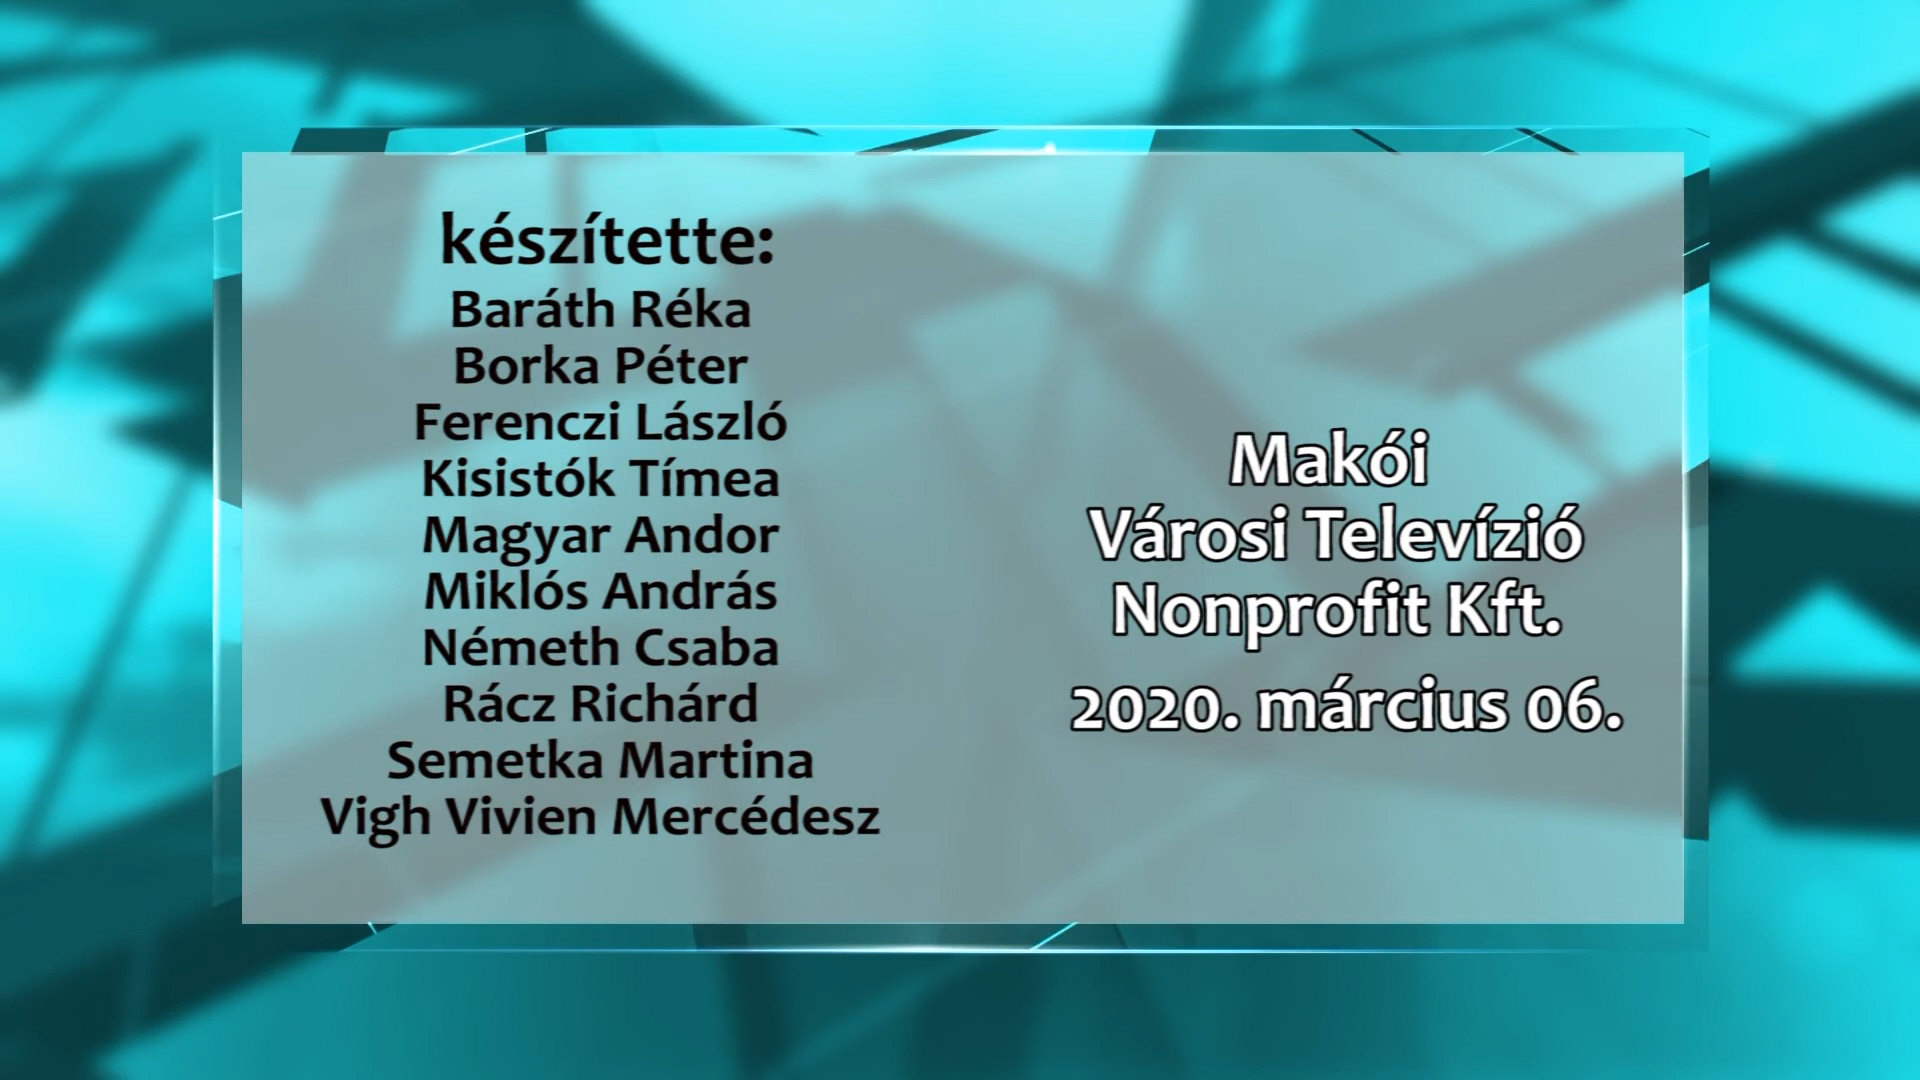 készítette:
Baráth Réka
Borka Péter
Ferenczi László
Kisistók Tímea
Magyar Andor
Miklós András
Németh Csaba
Rácz Richárd
Semetka Martina
Vigh Vivien Mercédesz
Makói
Városi Televízió
Nonprofit Kft.
2020. március 06.